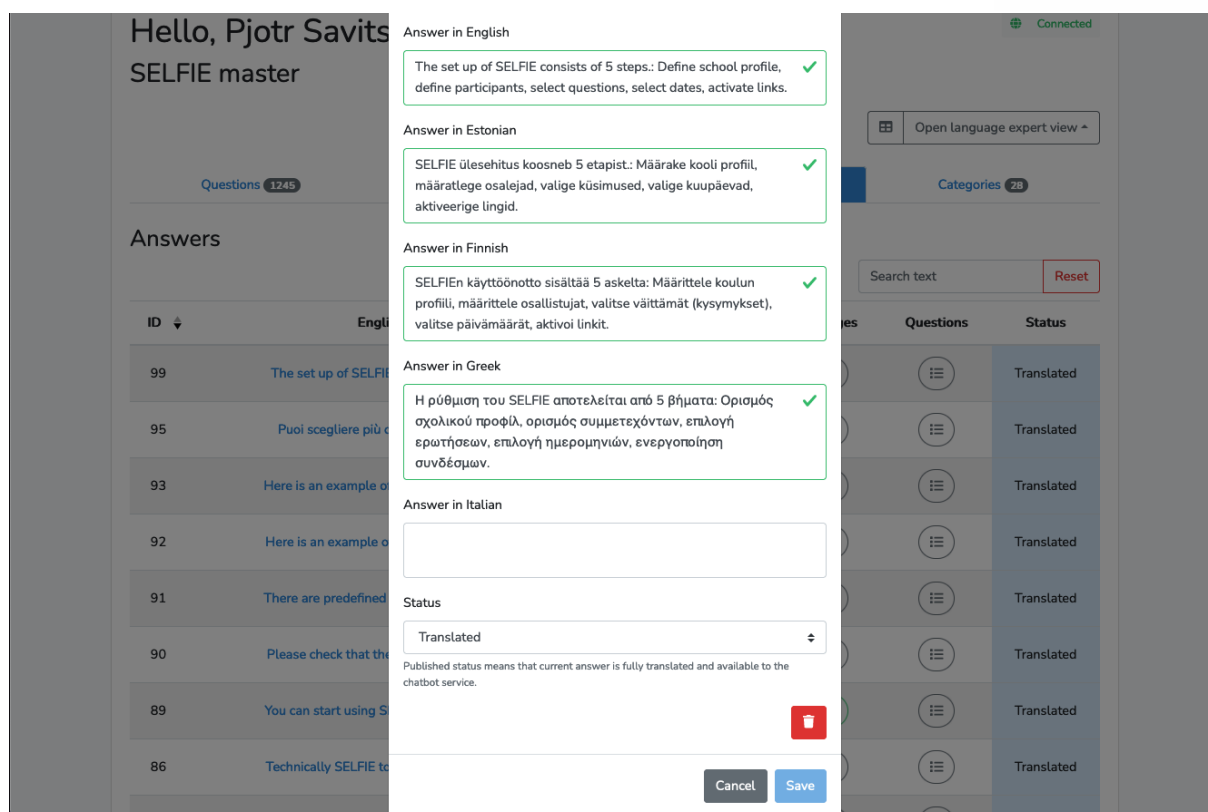 Hello, Pjotr Savits
SELFIE master
Connected
Open language expert view
Questions 1245
Categories 28
Answers
Search text
Reset
ID
Questions
Status
99
The set up of SELFIE
Translated
95
Puoi scegliere più
Translated
93
Here is an example
Translated
92
Here is an example
Translated
91
There are predefined
Translated
90
Please check that the
Translated
89
You can start using
Translated
86
Technically SELFIE
Translated
Answer in English
The set up of SELFIE consists of 5 steps.: Define school profile,
define participants, select questions, select dates, activate links.
Answer in Estonian
SELFIE ülesehitus koosneb 5 etapist.: Määrake kooli profiil,
määratlege osalejad, valige küsimused, valige kuupäevad,
aktiveerige lingid.
Answer in Finnish
SELFIEn käyttöönotto sisältää 5 askelta: Määrittele koulun
profiili, määrittele osallistujat, valitse väittämät (kysymykset),
valitse päivämäärät, aktivoi linkit.
Answer in Greek
Η ρύθμιση του SELFIE αποτελείται από 5 βήματα: Ορισμός
σχολικού προφίλ, ορισμός συμμετεχόντων, επιλογή
ερωτήσεων, επιλογή ημερομηνιών, ενεργοποίηση
συνδέσμων.
Answer in Italian
Status
Translated
Published status means that current answer is fully translated and available to the
chatbot service.
Cancel
Save